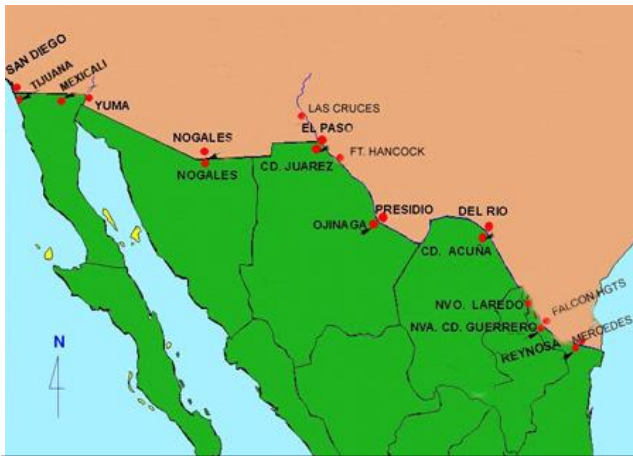 SAN DIEGO
TIJUANA
MEXICALI
YUMA
LAS CRUCES
NOGALES
EL PASO
FT. HANCOCK
NOGALES
CD. JUAREZ
PRESIDIO
DEL RIO
OJINAGA
CD. ACUÑA
NVO. LAREDO
FALCON HGTS
NVA. CD. GUERRERO
REYNOSA
MERCEDES
N